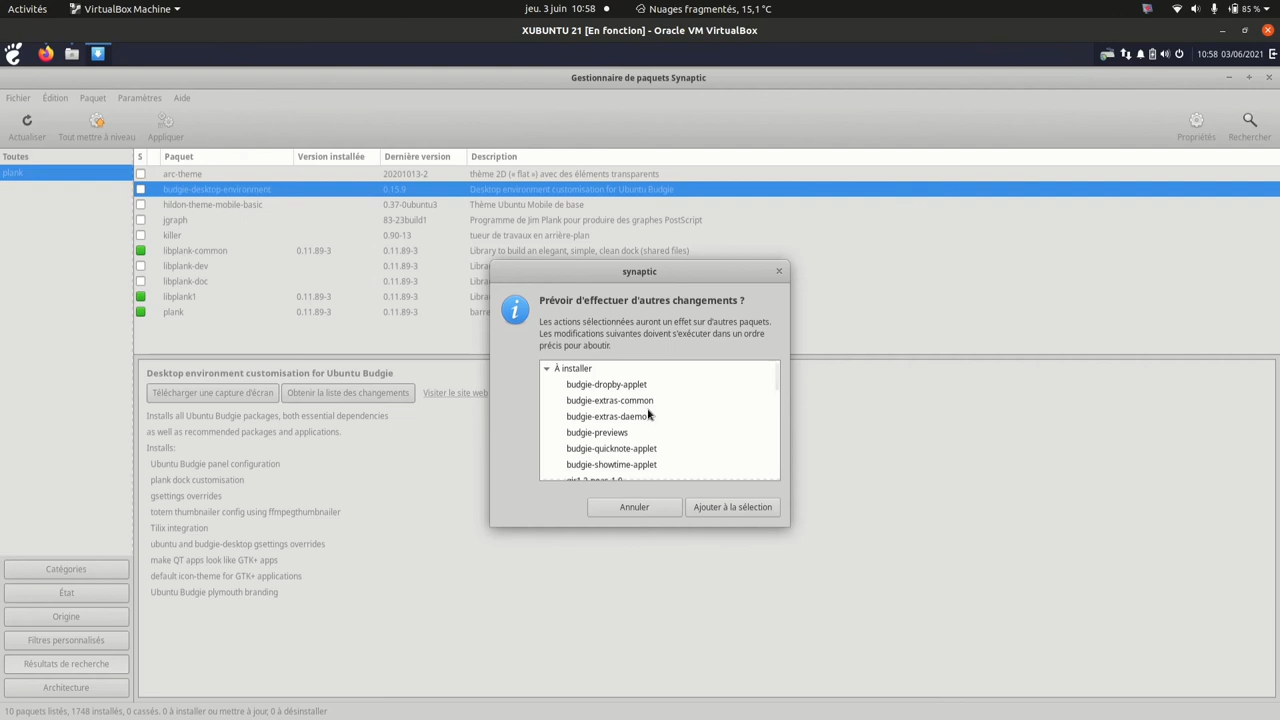 Activités
VirtualBox Machine
jeu. 3 juin 10:58
Nuages fragmentés, 15,1 °C
85 %
XUBUNTU 21 [En fonction] - Oracle VM VirtualBox
10:58 03/06/2021
Gestionnaire de paquets Synaptic
Fichier Édition Paquet Paramètres Aide
Actualiser Tout mettre à niveau Appliquer Propriétés Rechercher
Toutes
plank
S Paquet Version installée Dernière version Description
arc-theme 20201013-2 thème 2D (« flat ») avec des éléments transparents
budgie-desktop-environment 0.15.9 Desktop environment customisation for Ubuntu Budgie
hildon-theme-mobile-basic 0.37-0ubuntu3 Thème Ubuntu Mobile de base
jgraph 83-23build1 Programme de Jim Plank pour produire des graphes PostScript
killer 0.90-13 tueur de travaux en arrière-plan
libplank-common 0.11.89-3 0.11.89-3 Library to build an elegant, simple, clean dock (shared files)
libplank-dev 0.11.89-3
libplank-doc 0.11.89-3
libplank1 0.11.89-3 0.11.89-3
plank 0.11.89-3 0.11.89-3
synaptic
Prévoir d'effectuer d'autres changements ?
Les actions sélectionnées auront un effet sur d'autres paquets.
Les modifications suivantes doivent s'exécuter dans un ordre
précis pour aboutir.
À installer
budgie-dropby-applet
budgie-extras-common
budgie-extras-daemon
budgie-previews
budgie-quicknote-applet
budgie-showtime-applet
Annuler Ajouter à la sélection
Desktop environment customisation for Ubuntu Budgie
Télécharger une capture d'écran Obtenir la liste des changements Visiter le site web
Installs all Ubuntu Budgie packages, both essential dependencies
as well as recommended packages and applications.
Installs:
Ubuntu Budgie panel configuration
plank dock customisation
gsettings overrides
totem thumbnailer config using ffmpegthumbnailer
Tilix integration
ubuntu and budgie-desktop gsettings overrides
make QT apps look like GTK+ apps
default icon-theme for GTK+ applications
Ubuntu Budgie plymouth branding
Catégories
État
Origine
Filtres personnalisés
Résultats de recherche
Architecture
10 paquets listés, 1748 installés, 0 cassés. 0 à installer ou mettre à jour, 0 à désinstaller